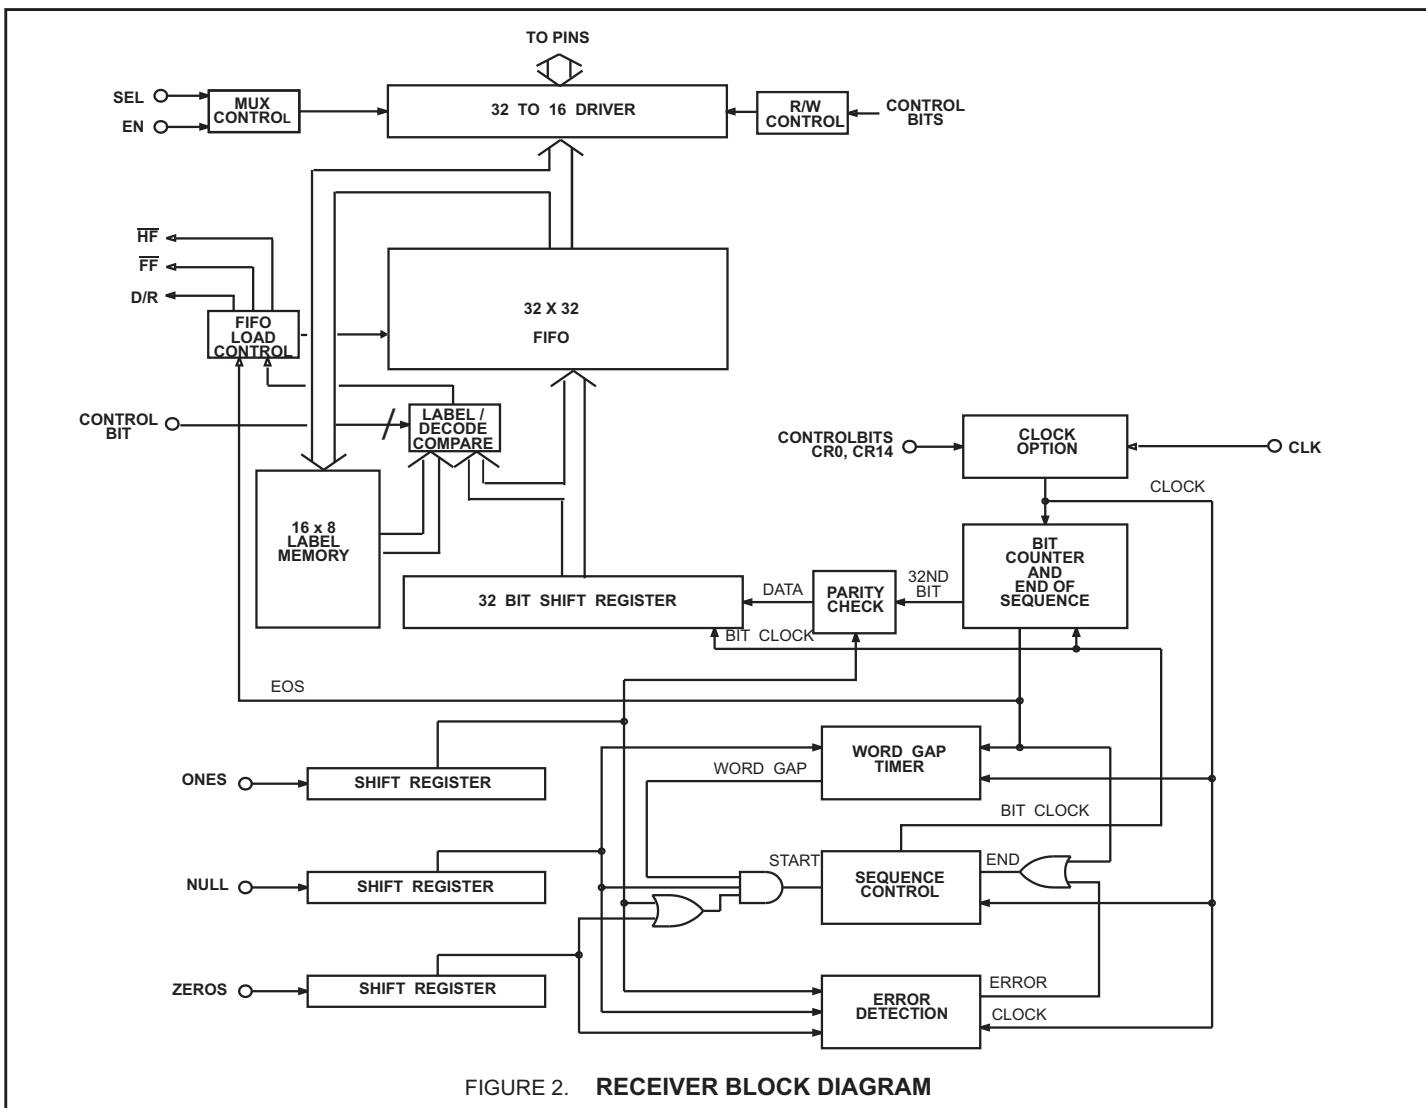 TO PINS
SEL
EN
MUX
CONTROL
32 TO 16 DRIVER
R/W
CONTROL
CONTROL
BITS
HF
FF
D/R
FIFO
LOAD
CONTROL
32 X 32
FIFO
CONTROL
BIT
LABEL /
DECODE
COMPARE
CONTROLBITS
CR0, CR14
CLOCK
OPTION
CLK
CLOCK
16 x 8
LABEL
MEMORY
BIT
COUNTER
AND
END OF
SEQUENCE
32ND
BIT
PARITY
CHECK
DATA
32 BIT SHIFT REGISTER
BIT CLOCK
EOS
ONES
SHIFT REGISTER
WORD GAP
WORD GAP
TIMER
BIT CLOCK
NULL
SHIFT REGISTER
START
SEQUENCE
CONTROL
END
ZEROS
SHIFT REGISTER
ERROR
DETECTION
ERROR
CLOCK
FIGURE 2. RECEIVER BLOCK DIAGRAM